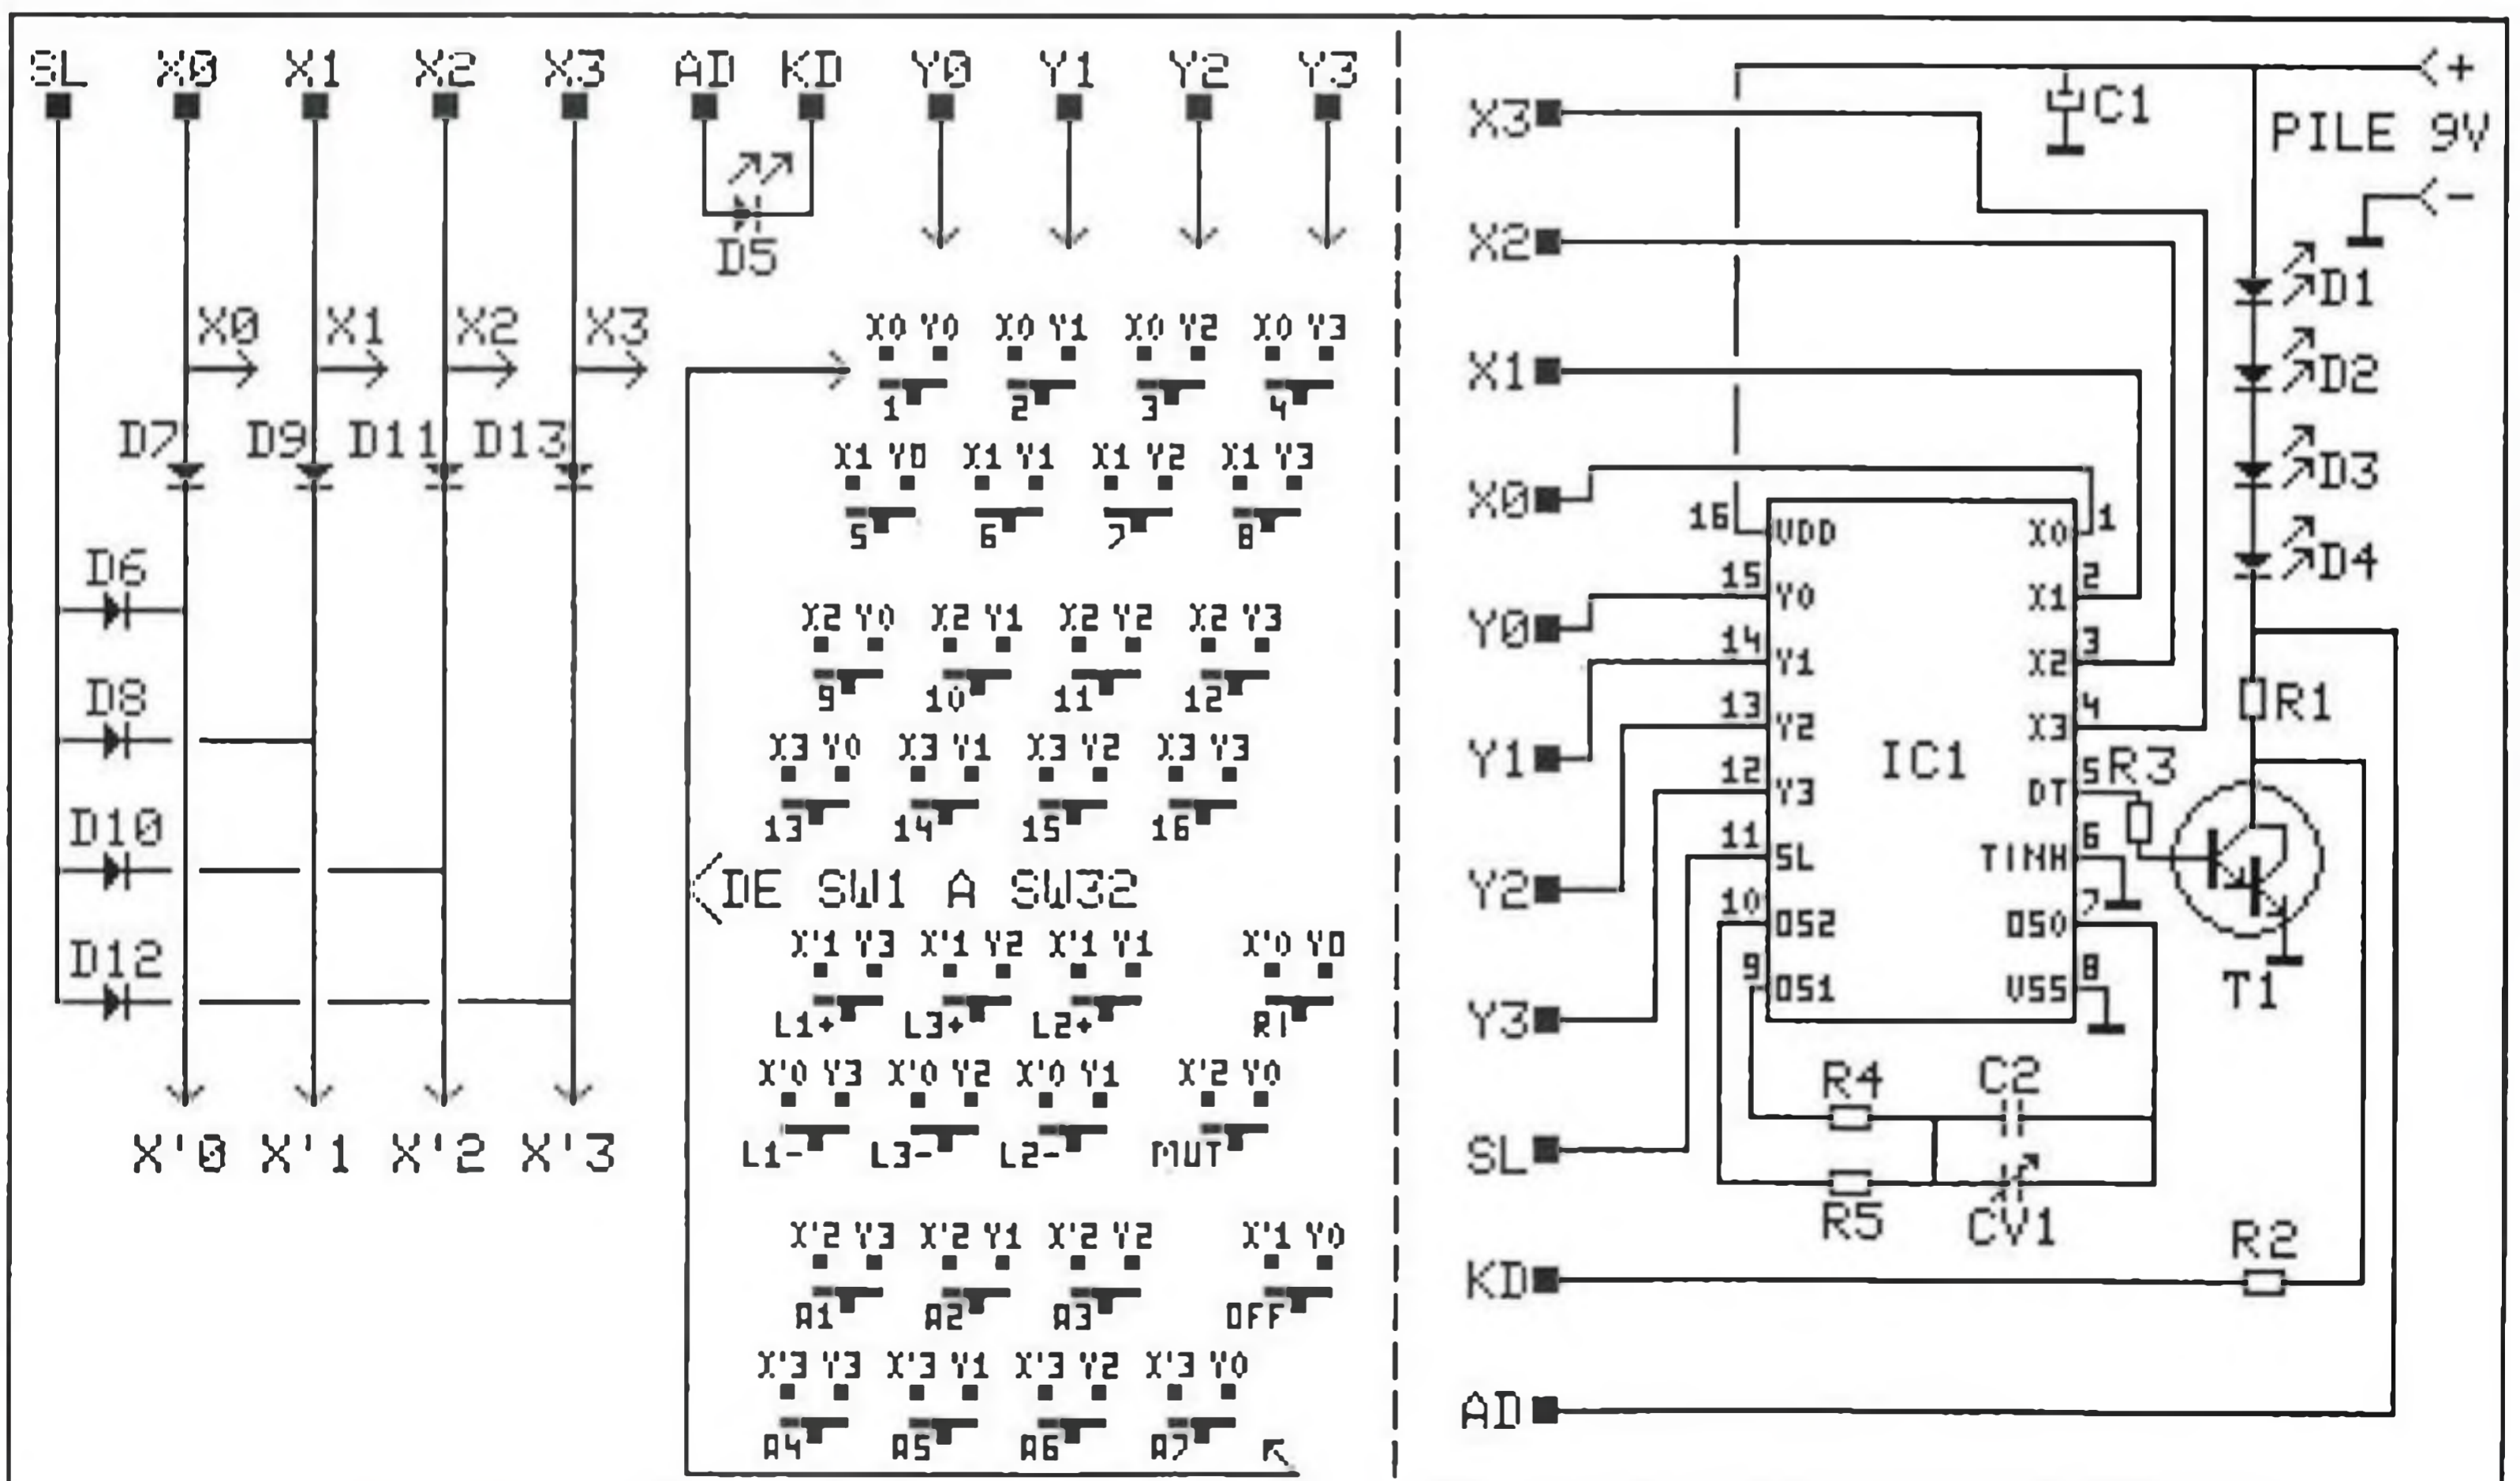 SL X0 X1 X2 X3 AD KD Y0 Y1 Y2 Y3
D5
X0 X1 X2 X3
D7 D9 D11 D13
D6
D8
D10
D12
X'0 X'1 X'2 X'3
X0 Y0 X0 Y1 X0 Y2 X0 Y3
1 2 3 4
X1 Y0 X1 Y1 X1 Y2 X1 Y3
5 6 7 8
X2 Y0 X2 Y1 X2 Y2 X2 Y3
9 10 11 12
X3 Y0 X3 Y1 X3 Y2 X3 Y3
13 14 15 16
DE SW1 A SW32
X'1 Y3 X'1 Y2 X'1 Y1 X'0 Y0
L1+ L3+ L2+ RI
X'0 Y3 X'0 Y2 X'0 Y1 X'2 Y0
L1- L3- L2- MUT
X'2 Y3 X'2 Y1 X'2 Y2 X'1 Y0
A1 A2 A3 OFF
X'3 Y3 X'3 Y1 X'3 Y2 X'3 Y0
A4 A5 A6 A7
X3
X2
X1
X0
Y0
Y1
Y2
Y3
SL
KD
AD
+
C1
PILE 9V
-
D1
D2
D3
D4
R1
16 VDD X0 1
15 Y0 X1 2
14 Y1 X2 3
13 Y2 X3 4
IC1
12 Y3 DT 5
11 SL TINH 6
10 OS2 OS0 7
9 OS1 VSS 8
R3
T1
R4 C2
R5 CV1
R2